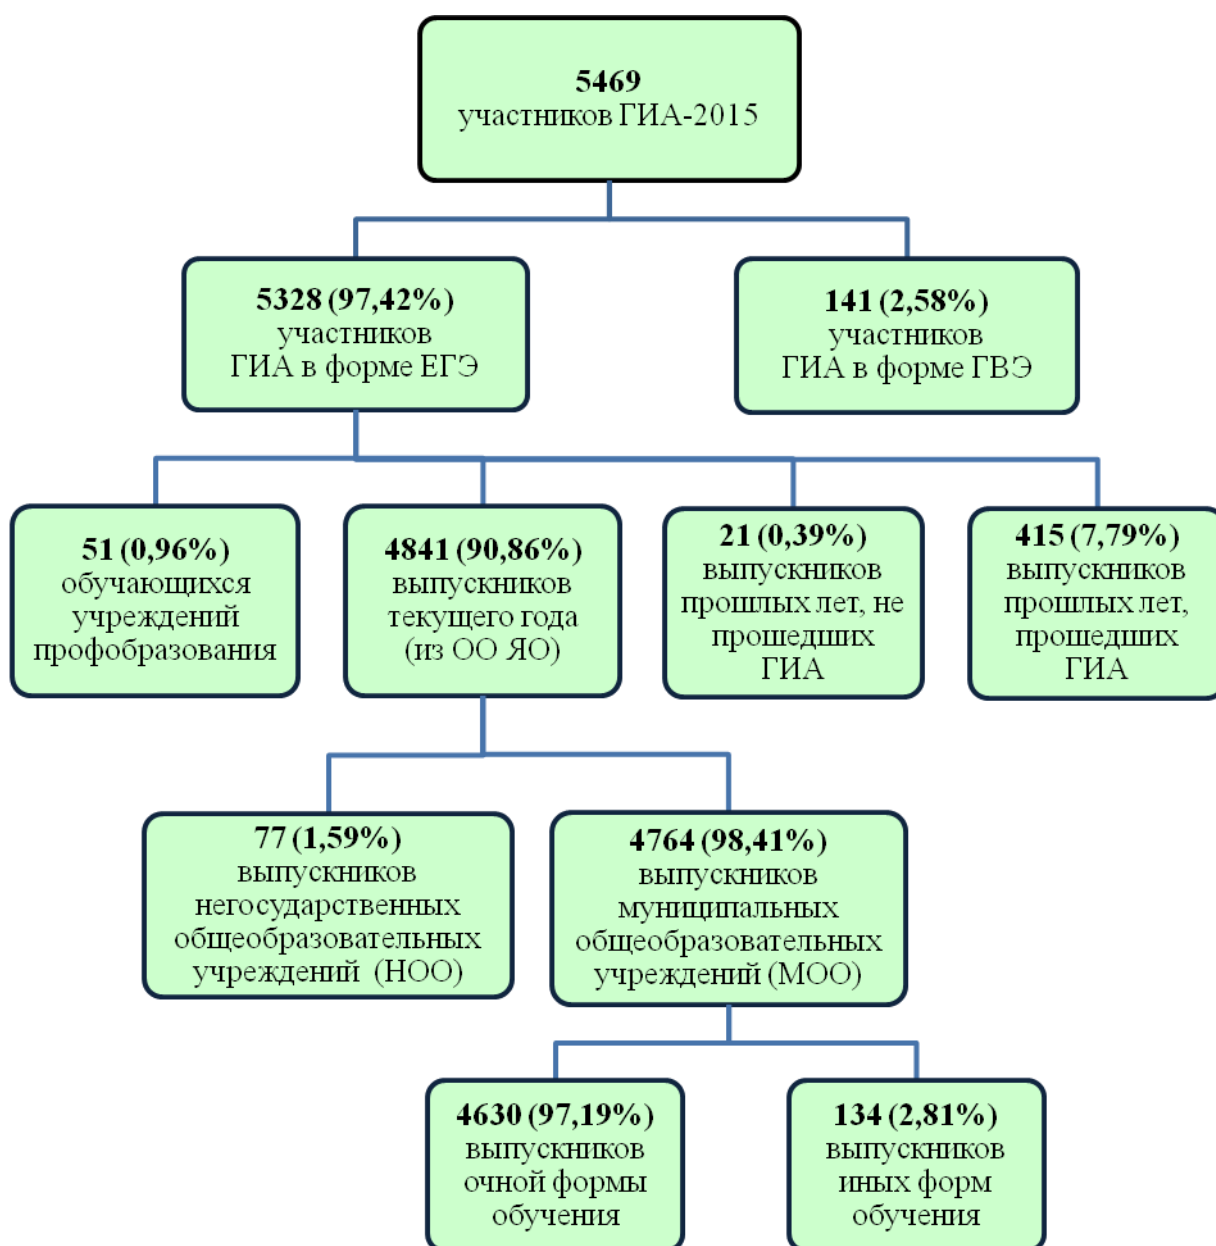 5469
участников ГИА-2015
5328 (97,42%)
участников
ГИА в форме ЕГЭ
141 (2,58%)
участников
ГИА в форме ГВЭ
51 (0,96%)
обучающихся
учреждений
профобразования
4841 (90,86%)
выпускников
текущего года
(из ОО ЯО)
21 (0,39%)
выпускников
прошлых лет, не
прошедших
ГИА
415 (7,79%)
выпускников
прошлых лет,
прошедших
ГИА
77 (1,59%)
выпускников
негосударственных
общеобразовательных
учреждений (НОО)
4764 (98,41%)
выпускников
муниципальных
общеобразовательных
учреждений (МОО)
4630 (97,19%)
выпускников
очной формы
обучения
134 (2,81%)
выпускников
иных форм
обучения